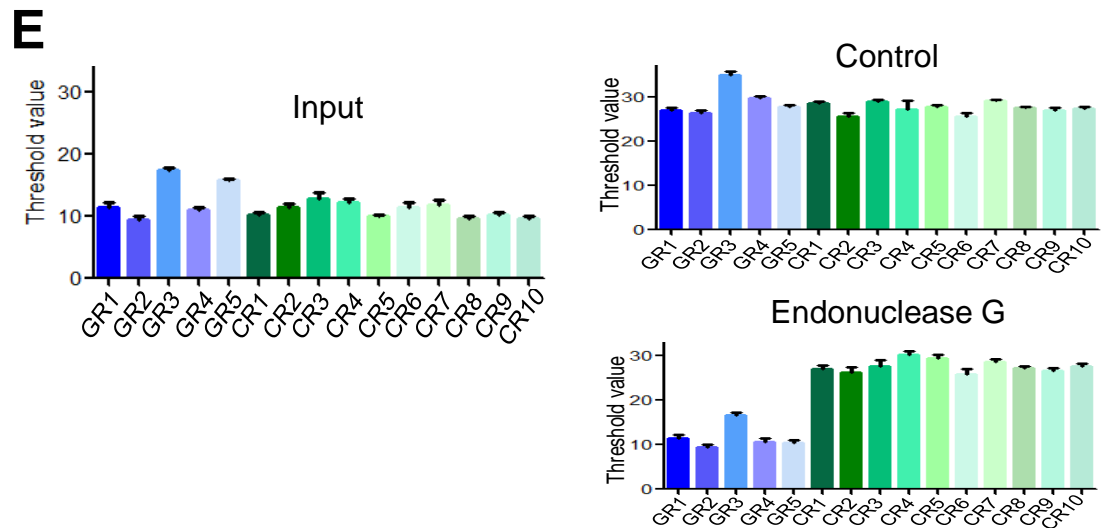 E
Input
Threshold value
30
20
10
0
GR1 GR2 GR3 GR4 GR5 CR1 CR2 CR3 CR4 CR5 CR6 CR7 CR8 CR9 CR10
Control
Threshold value
30
20
10
0
GR1 GR2 GR3 GR4 GR5 CR1 CR2 CR3 CR4 CR5 CR6 CR7 CR8 CR9 CR10
Endonuclease G
Threshold value
30
20
10
0
GR1 GR2 GR3 GR4 GR5 CR1 CR2 CR3 CR4 CR5 CR6 CR7 CR8 CR9 CR10